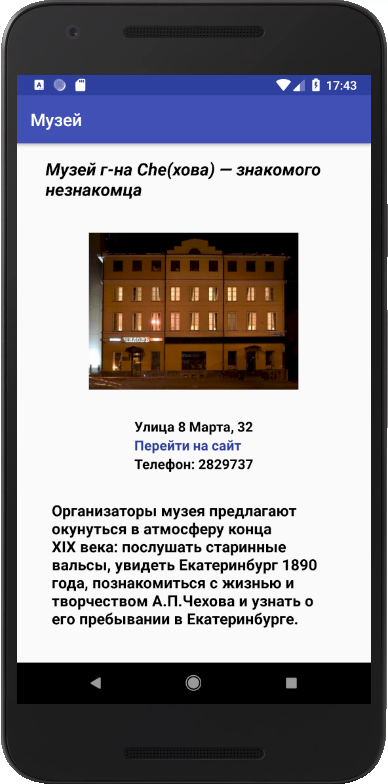 17:43
Музей
Музей г-на Che(хова) — знакомого
незнакомца
Улица 8 Марта, 32
Перейти на сайт
Телефон: 2829737
Организаторы музея предлагают
окунуться в атмосферу конца
XIX века: послушать старинные
вальсы, увидеть Екатеринбург 1890
года, познакомиться с жизнью и
творчеством А.П.Чехова и узнать о
его пребывании в Екатеринбурге.